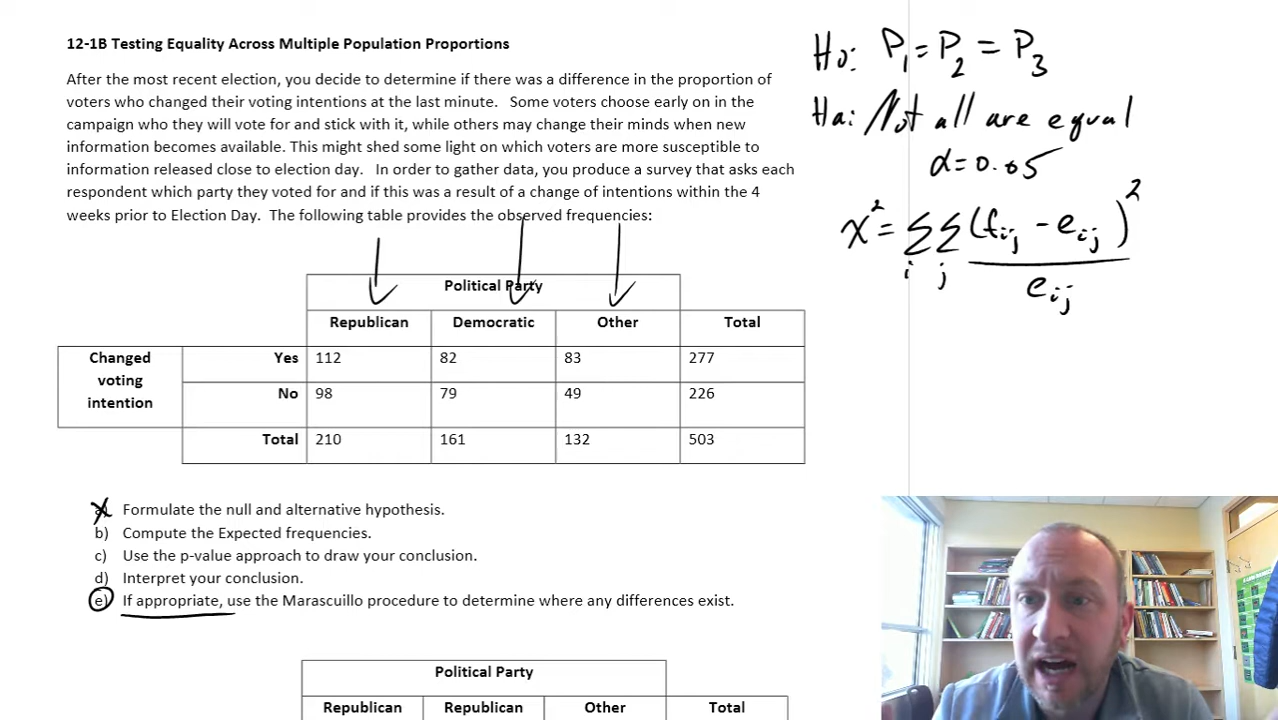 12-1B Testing Equality Across Multiple Population Proportions
After the most recent election, you decide to determine if there was a difference in the proportion of
voters who changed their voting intentions at the last minute. Some voters choose early on in the
campaign who they will vote for and stick with it, while others may change their minds when new
information becomes available. This might shed some light on which voters are more susceptible to
information released close to election day. In order to gather data, you produce a survey that asks each
respondent which party they voted for and if this was a result of a change of intentions within the 4
weeks prior to Election Day. The following table provides the observed frequencies:
Political Party
Republican Democratic Other Total
Changed voting intention
Yes 112 82 83 277
No 98 79 49 226
Total 210 161 132 503
a) Formulate the null and alternative hypothesis.
b) Compute the Expected frequencies.
c) Use the p-value approach to draw your conclusion.
d) Interpret your conclusion.
e) If appropriate, use the Marascuillo procedure to determine where any differences exist.
Political Party
Republican Republican Other Total
Ho: P₁ = P₂ = P₃
Ha: Not all are equal
α = 0.05
χ² = Σ Σ (fij - eij)²
i j
eij